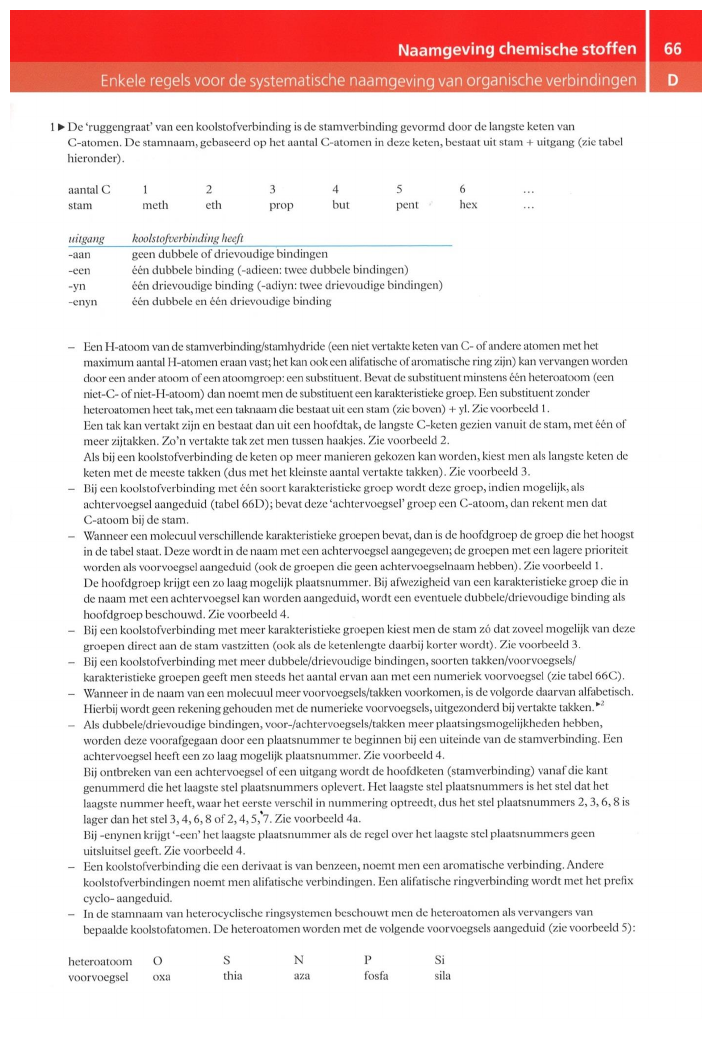 Naamgeving chemische stoffen 66
Enkele regels voor de systematische naamgeving van organische verbindingen D
1 ► De 'ruggengraat' van een koolstofverbinding is de stamverbinding gevormd door de langste keten van
C-atomen. De stamnaam, gebaseerd op het aantal C-atomen in deze keten, bestaat uit stam + uitgang (zie tabel
hieronder).
aantal C 1 2 3 4 5 6 ...
stam meth eth prop but pent hex ...
uitgang koolstofverbinding heeft
-aan geen dubbele of drievoudige bindingen
-een één dubbele binding (-adieen: twee dubbele bindingen)
-yn één drievoudige binding (-adiyn: twee drievoudige bindingen)
-enyn één dubbele en één drievoudige binding
– Een H-atoom van de stamverbinding/stamhydride (een niet vertakte keten van C- of andere atomen met het
maximum aantal H-atomen eraan vast; het kan ook een alifatische of aromatische ring zijn) kan vervangen worden
door een ander atoom of een atoomgroep: een substituent. Bevat de substituent minstens één heteroatoom (een
niet-C- of niet-H-atoom) dan noemt men de substituent een karakteristieke groep. Een substituent zonder
heteroatomen heet tak, met een taknaam die bestaat uit een stam (zie boven) + yl. Zie voorbeeld 1.
Een tak kan vertakt zijn en bestaat dan uit een hoofdtak, de langste C-keten gezien vanuit de stam, met één of
meer zijtakken. Zo'n vertakte tak zet men tussen haakjes. Zie voorbeeld 2.
Als bij een koolstofverbinding de keten op meer manieren gekozen kan worden, kiest men als langste keten de
keten met de meeste takken (dus met het kleinste aantal vertakte takken). Zie voorbeeld 3.
– Bij een koolstofverbinding met één soort karakteristieke groep wordt deze groep, indien mogelijk, als
achtervoegsel aangeduid (tabel 66D); bevat deze 'achtervoegsel' groep een C-atoom, dan rekent men dat
C-atoom bij de stam.
– Wanneer een molecuul verschillende karakteristieke groepen bevat, dan is de hoofdgroep de groep die het hoogst
in de tabel staat. Deze wordt in de naam met een achtervoegsel aangegeven; de groepen met een lagere prioriteit
worden als voorvoegsel aangeduid (ook de groepen die geen achtervoegselnaam hebben). Zie voorbeeld 1.
De hoofdgroep krijgt een zo laag mogelijk plaatsnummer. Bij afwezigheid van een karakteristieke groep die in
de naam met een achtervoegsel kan worden aangeduid, wordt een eventuele dubbele/drievoudige binding als
hoofdgroep beschouwd. Zie voorbeeld 4.
– Bij een koolstofverbinding met meer karakteristieke groepen kiest men de stam zó dat zoveel mogelijk van deze
groepen direct aan de stam vastzitten (ook als de ketenlengte daarbij korter wordt). Zie voorbeeld 3.
– Bij een koolstofverbinding met meer dubbele/drievoudige bindingen, soorten takken/voorvoegsels/
karakteristieke groepen geeft men steeds het aantal ervan aan met een numeriek voorvoegsel (zie tabel 66C).
– Wanneer in de naam van een molecuul meer voorvoegsels/takken voorkomen, is de volgorde daarvan alfabetisch.
Hierbij wordt geen rekening gehouden met de numerieke voorvoegsels, uitgezonderd bij vertakte takken.►2
– Als dubbele/drievoudige bindingen, voor-/achtervoegsels/takken meer plaatsingsmogelijkheden hebben,
worden deze voorafgegaan door een plaatsnummer te beginnen bij een uiteinde van de stamverbinding. Een
achtervoegsel heeft een zo laag mogelijk plaatsnummer. Zie voorbeeld 4.
Bij ontbreken van een achtervoegsel of een uitgang wordt de hoofdketen (stamverbinding) vanaf die kant
genummerd die het laagste stel plaatsnummers oplevert. Het laagste stel plaatsnummers is het stel dat het
laagste nummer heeft, waar het eerste verschil in nummering optreedt, dus het stel plaatsnummers 2, 3, 6, 8 is
lager dan het stel 3, 4, 6, 8 of 2, 4, 5, 7. Zie voorbeeld 4a.
Bij -enynen krijgt '-een' het laagste plaatsnummer als de regel over het laagste stel plaatsnummers geen
uitsluitsel geeft. Zie voorbeeld 4.
– Een koolstofverbinding die een derivaat is van benzeen, noemt men een aromatische verbinding. Andere
koolstofverbindingen noemt men alifatische verbindingen. Een alifatische ringverbinding wordt met het prefix
cyclo- aangeduid.
– In de stamnaam van heterocyclische ringsystemen beschouwt men de heteroatomen als vervangers van
bepaalde koolstofatomen. De heteroatomen worden met de volgende voorvoegsels aangeduid (zie voorbeeld 5):
heteroatoom O S N P Si
voorvoegsel oxa thia aza fosfa sila